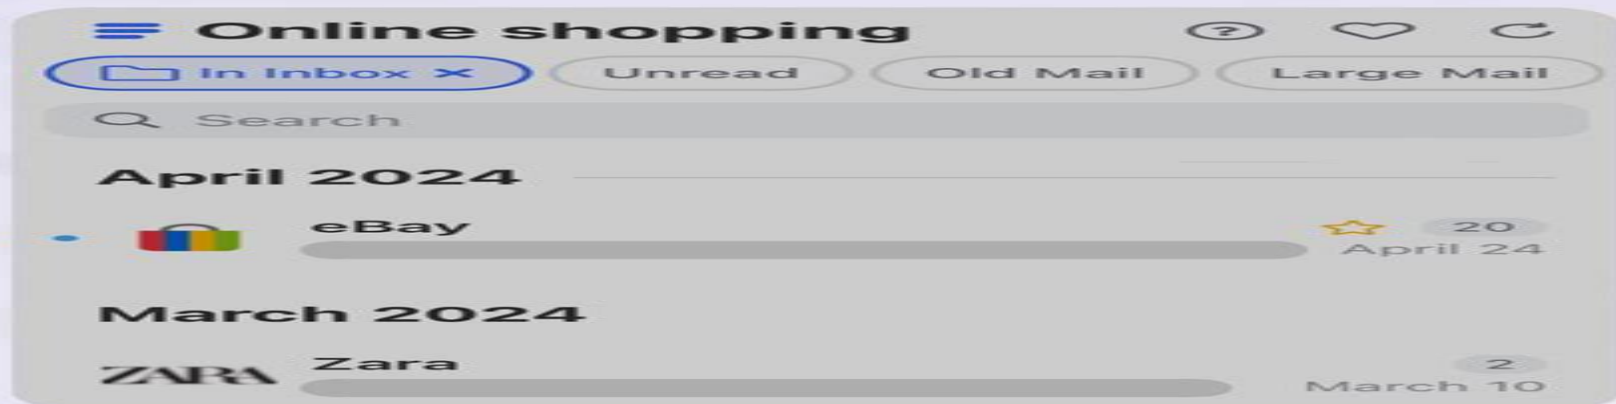 Online shopping
In Inbox Unread Old Mail Large Mail
Search
April 2024
eBay 20
April 24
March 2024
ZARA Zara 2
March 10